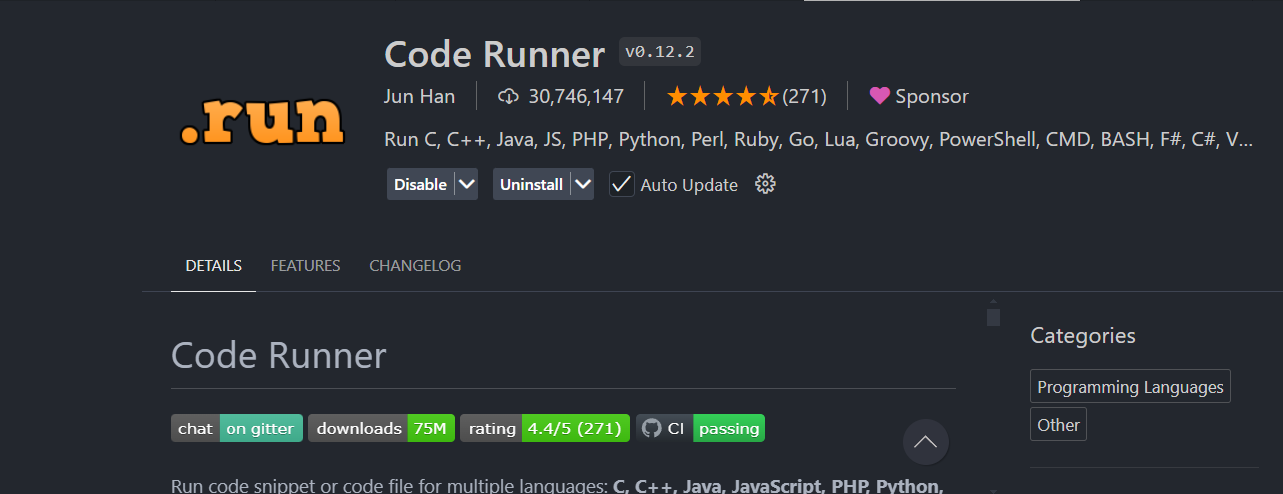 .run
Code Runner v0.12.2
Jun Han 30,746,147 (271) Sponsor
Run C, C++, Java, JS, PHP, Python, Perl, Ruby, Go, Lua, Groovy, PowerShell, CMD, BASH, F#, C#, V...
Disable Uninstall Auto Update
DETAILS FEATURES CHANGELOG
Code Runner
chat on gitter downloads 75M rating 4.4/5 (271) CI passing
Run code snippet or code file for multiple languages: C, C++, Java, JavaScript, PHP, Python,
Categories
Programming Languages
Other